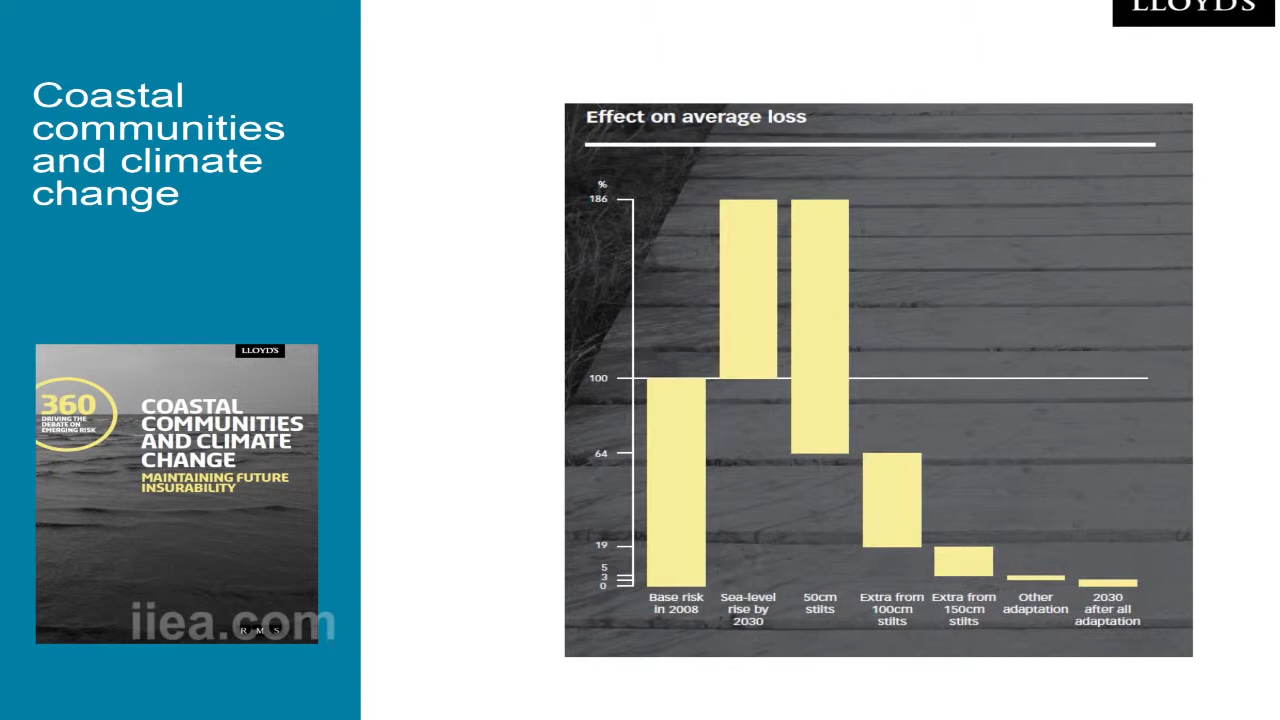 LLOYD'S
Coastal
communities
and climate
change
LLOYD'S
360
DRIVING THE
DEBATE ON
EMERGING RISK
COASTAL
COMMUNITIES
AND CLIMATE
CHANGE
MAINTAINING FUTURE
INSURABILITY
iiea.com
R M S
Effect on average loss
%
186
100
64
19
5
3
0
Base risk
in 2008
Sea-level
rise by
2030
50cm
stilts
Extra from
100cm
stilts
Extra from
150cm
stilts
Other
adaptation
2030
after all
adaptation